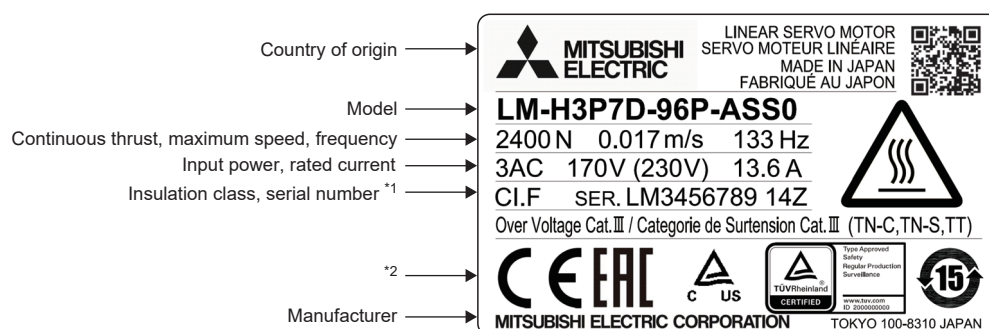 Country of origin
MITSUBISHI
ELECTRIC
LINEAR SERVO MOTOR
SERVO MOTEUR LINÉAIRE
MADE IN JAPAN
FABRIQUÉ AU JAPON
Model
LM-H3P7D-96P-ASS0
Continuous thrust, maximum speed, frequency
2400 N 0.017 m/s 133 Hz
Input power, rated current
3AC 170V (230V) 13.6 A
Insulation class, serial number *1
CI.F SER. LM3456789 14Z
Over Voltage Cat.Ⅲ / Categorie de Surtension Cat.Ⅲ (TN-C,TN-S,TT)
*2
CE EAC
C US
TÜVRheinland
CERTIFIED
Type Approved
Safety
Regular Production
Surveillance
www.tuv.com
ID 2000000000
15
Manufacturer
MITSUBISHI ELECTRIC CORPORATION TOKYO 100-8310 JAPAN